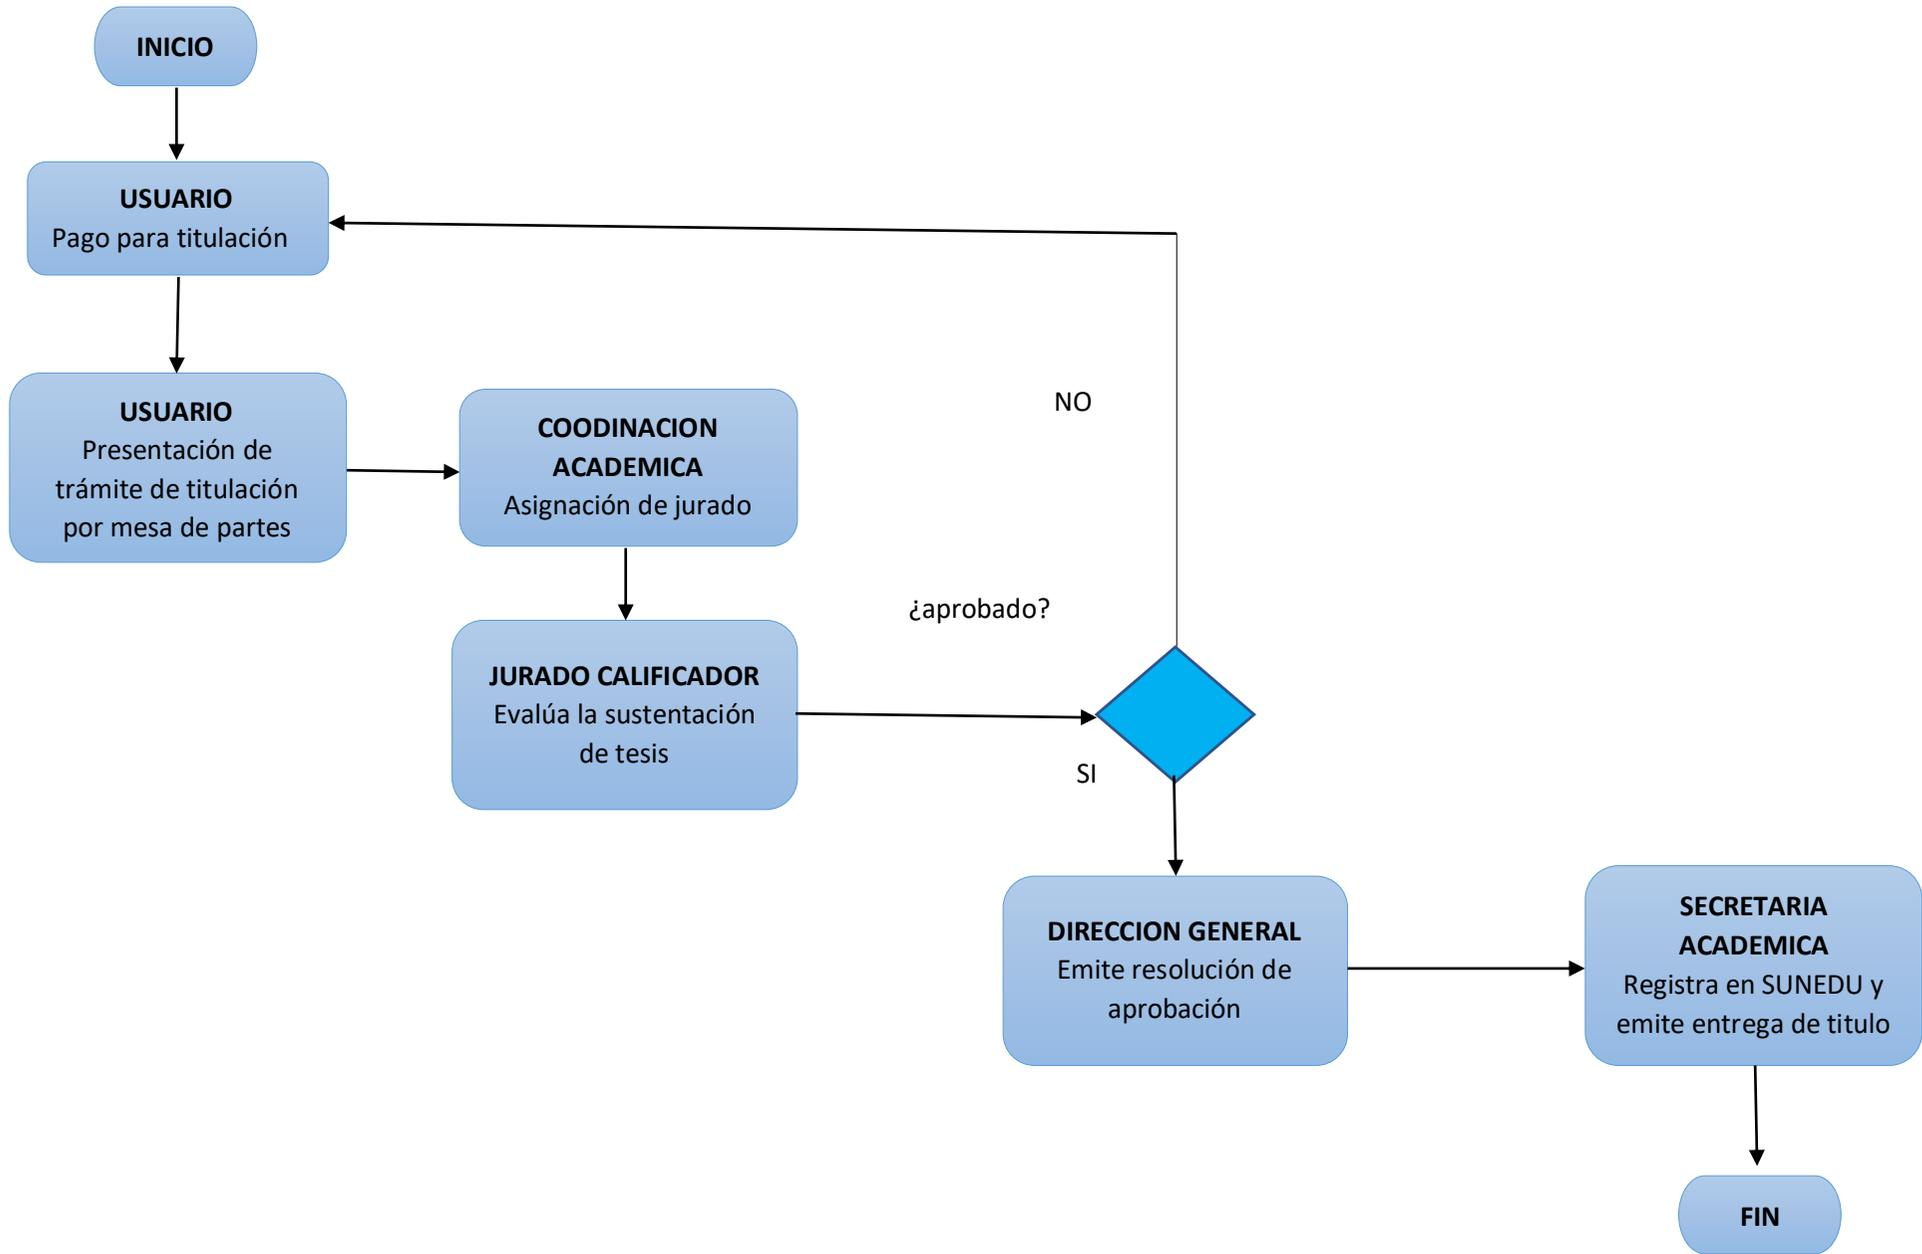 INICIO
USUARIO
Pago para titulación
USUARIO
Presentación de
trámite de titulación
por mesa de partes
COODINACION
ACADEMICA
Asignación de jurado
NO
¿aprobado?
JURADO CALIFICADOR
Evalúa la sustentación
de tesis
SI
DIRECCION GENERAL
Emite resolución de
aprobación
SECRETARIA
ACADEMICA
Registra en SUNEDU y
emite entrega de titulo
FIN